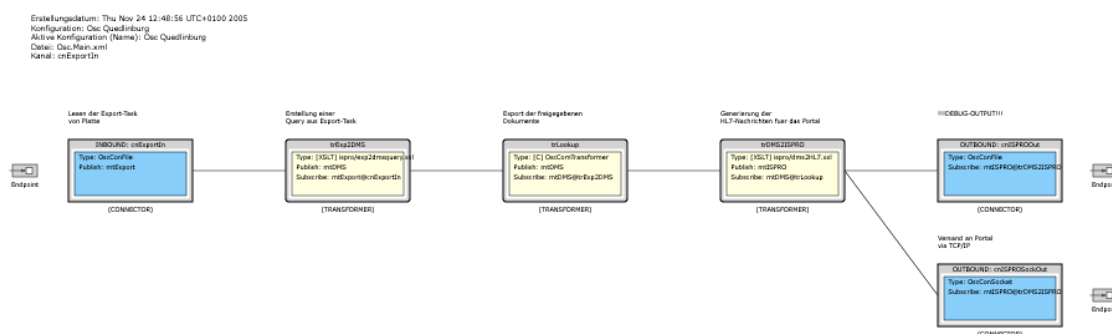 Erstellungsdatum: Thu Nov 24 12:48:56 UTC+0100 2005
Konfiguration: Osc Quedlinburg
Aktive Konfiguration (Name): Osc Quedlinburg
Datei: Osc.Main.xml
Kanal: cnExportIn
Lesen der Export-Task
von Platte
INBOUND: cnExportIn
Type: OscConFile
Publish: mtExport
(CONNECTOR)
Endpoint
Erstellung einer
Query aus Export-Task
trExp2DMS
Type: [XSLT] ispro/exp2dmsquery.xsl
Publish: mtDMS
Subscribe: mtExport@cnExportIn
(TRANSFORMER)
Export der freigegebenen
Dokumente
trLookup
Type: [C] OscComTransformer
Publish: mtDMS
Subscribe: mtDMS@trExp2DMS
(TRANSFORMER)
Generierung der
HL7-Nachrichten fuer das Portal
trDMS2ISPRO
Type: [XSLT] ispro/dms2HL7.xsl
Publish: mtISPRO
Subscribe: mtDMS@trLookup
(TRANSFORMER)
!!!DEBUG-OUTPUT!!!
OUTBOUND: cnISPROOut
Type: OscConFile
Subscribe: mtISPRO@trDMS2ISPRO
(CONNECTOR)
Endpo
Versand an Portal
via TCP/IP
OUTBOUND: cnISPROSockOut
Type: OscConSocket
Subscribe: mtISPRO@trDMS2ISPRO
(CONNECTOR)
Endpo